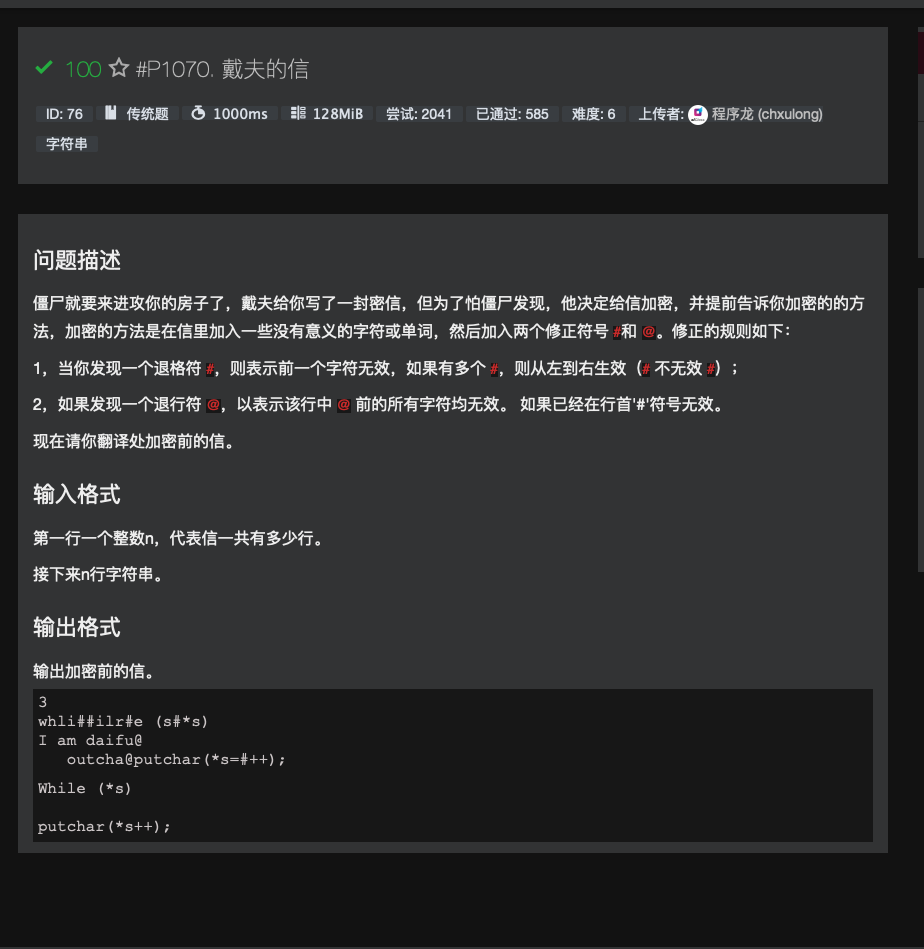 100 #P1070. 戴夫的信
ID: 76 传统题 1000ms 128MiB 尝试: 2041 已通过: 585 难度: 6 上传者: 程序龙 (chxulong)
字符串
问题描述
僵尸就要来进攻你的房子了，戴夫给你写了一封密信，但为了怕僵尸发现，他决定给信加密，并提前告诉你加密的的方
法，加密的方法是在信里加入一些没有意义的字符或单词，然后加入两个修正符号 #和 @。修正的规则如下：
1，当你发现一个退格符 #，则表示前一个字符无效，如果有多个 #，则从左到右生效（# 不无效 #）；
2，如果发现一个退行符 @，以表示该行中 @ 前的所有字符均无效。 如果已经在行首'#'符号无效。
现在请你翻译处加密前的信。
输入格式
第一行一个整数n，代表信一共有多少行。
接下来n行字符串。
输出格式
输出加密前的信。
3
whli##ilr#e (s#*s)
I am daifu@
   outcha@putchar(*s=#++);
While (*s)
putchar(*s++);